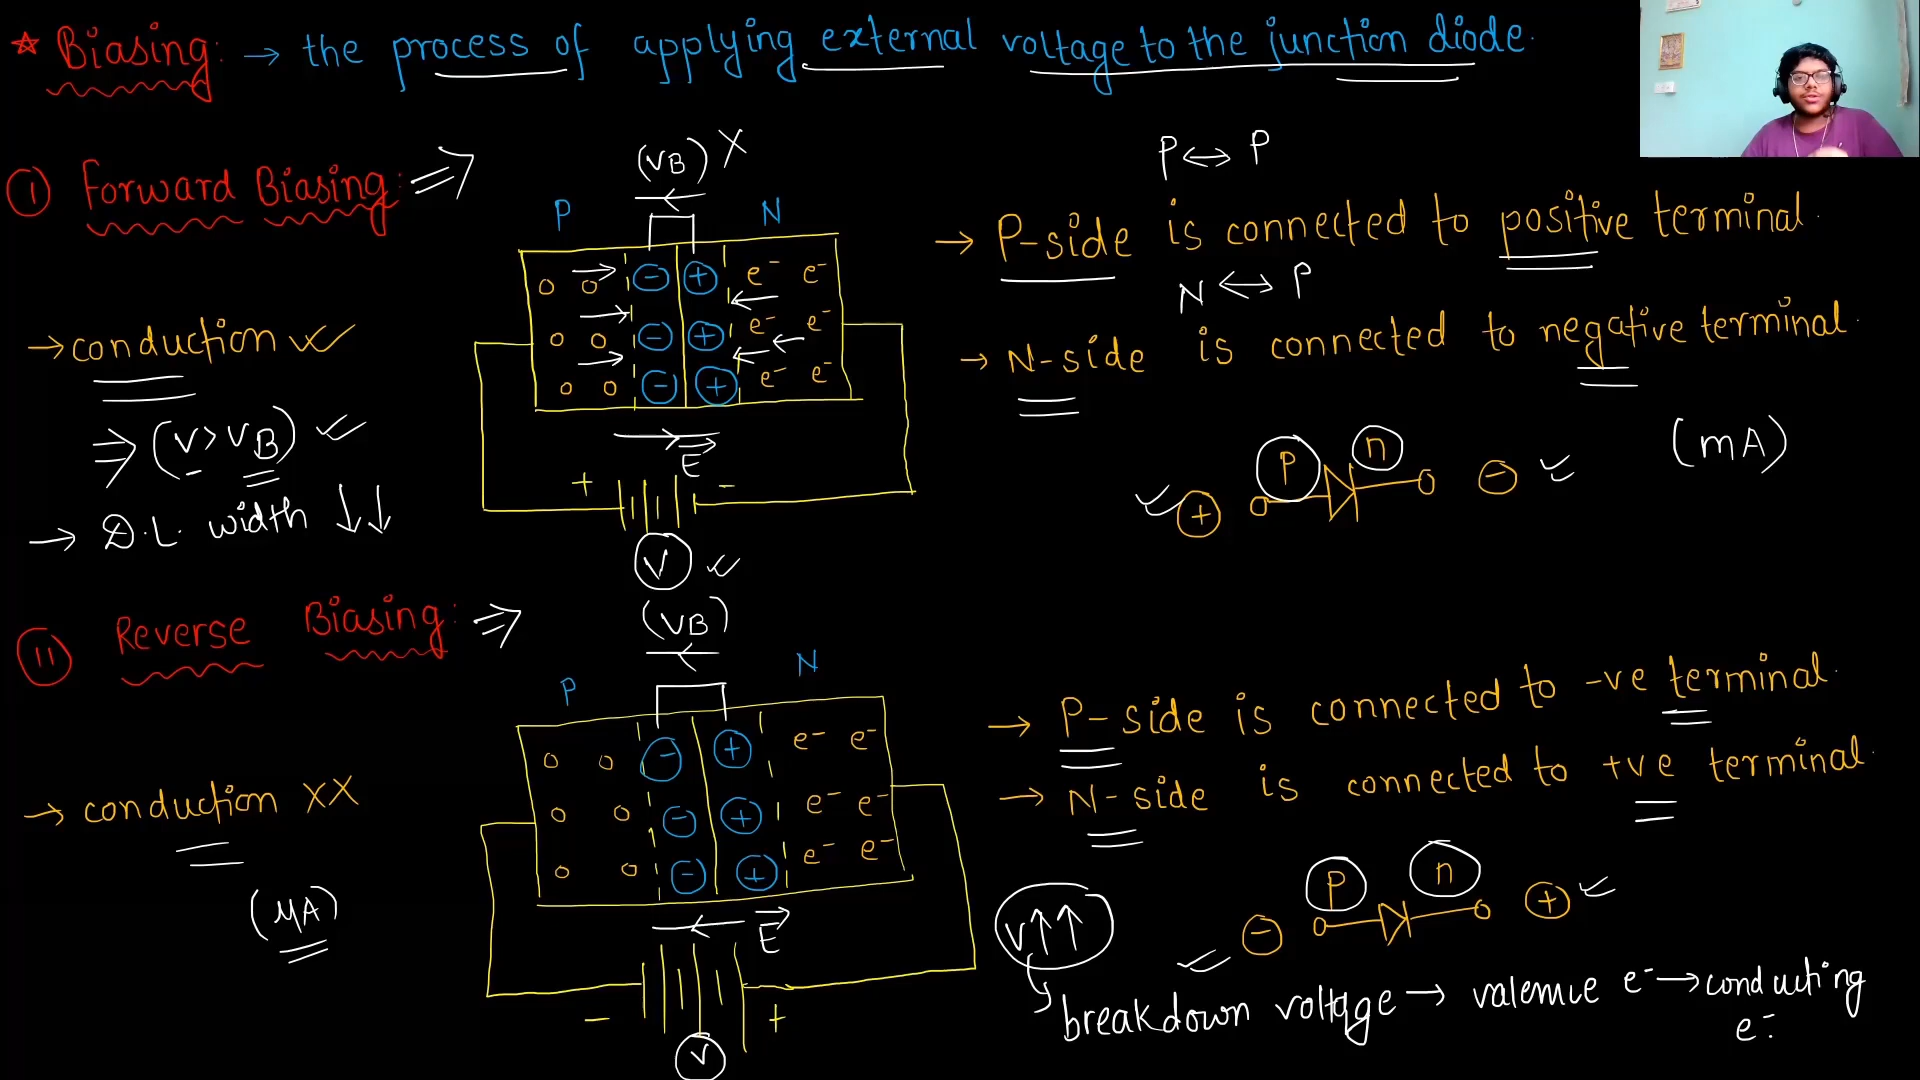 * Biasing: → the process of applying external voltage to the junction diode.
① Forward Biasing: ⇒
(VB) X
P N
⊖ ⊕ e⁻ e⁻
⊖ ⊕ e⁻ e⁻
⊖ ⊕ e⁻ e⁻
E
+ -
V ✓
→ conduction ✓
⇒ (V > VB) ✓
→ D.L. width ↓↓
P ↔ P
→ P-side is connected to positive terminal.
N ↔ P
→ N-side is connected to negative terminal.
(mA)
✓ ⊕ P n ⊖ ✓
⑪ Reverse Biasing: ⇒
(VB)
P N
⊖ ⊕ e⁻ e⁻
⊖ ⊕ e⁻ e⁻
⊖ ⊕ e⁻ e⁻
E
- +
V
→ conduction XX
(μA)
→ P-side is connected to -ve terminal.
→ N-side is connected to +ve terminal.
✓ ⊖ P n ⊕ ✓
V↑↑
breakdown voltage → valence e⁻ → conducting
e⁻